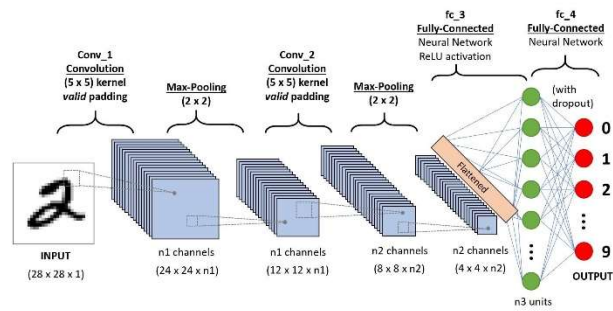 fc_3
Fully-Connected
Neural Network
ReLU activation
fc_4
Fully-Connected
Neural Network
Conv_1
Convolution
(5 x 5) kernel
valid padding
Max-Pooling
(2 x 2)
Conv_2
Convolution
(5 x 5) kernel
valid padding
Max-Pooling
(2 x 2)
(with
dropout)
Flattened
0
1
2
9
2
INPUT
(28 x 28 x 1)
n1 channels
(24 x 24 x n1)
n1 channels
(12 x 12 x n1)
n2 channels
(8 x 8 x n2)
n2 channels
(4 x 4 x n2)
n3 units
OUTPUT